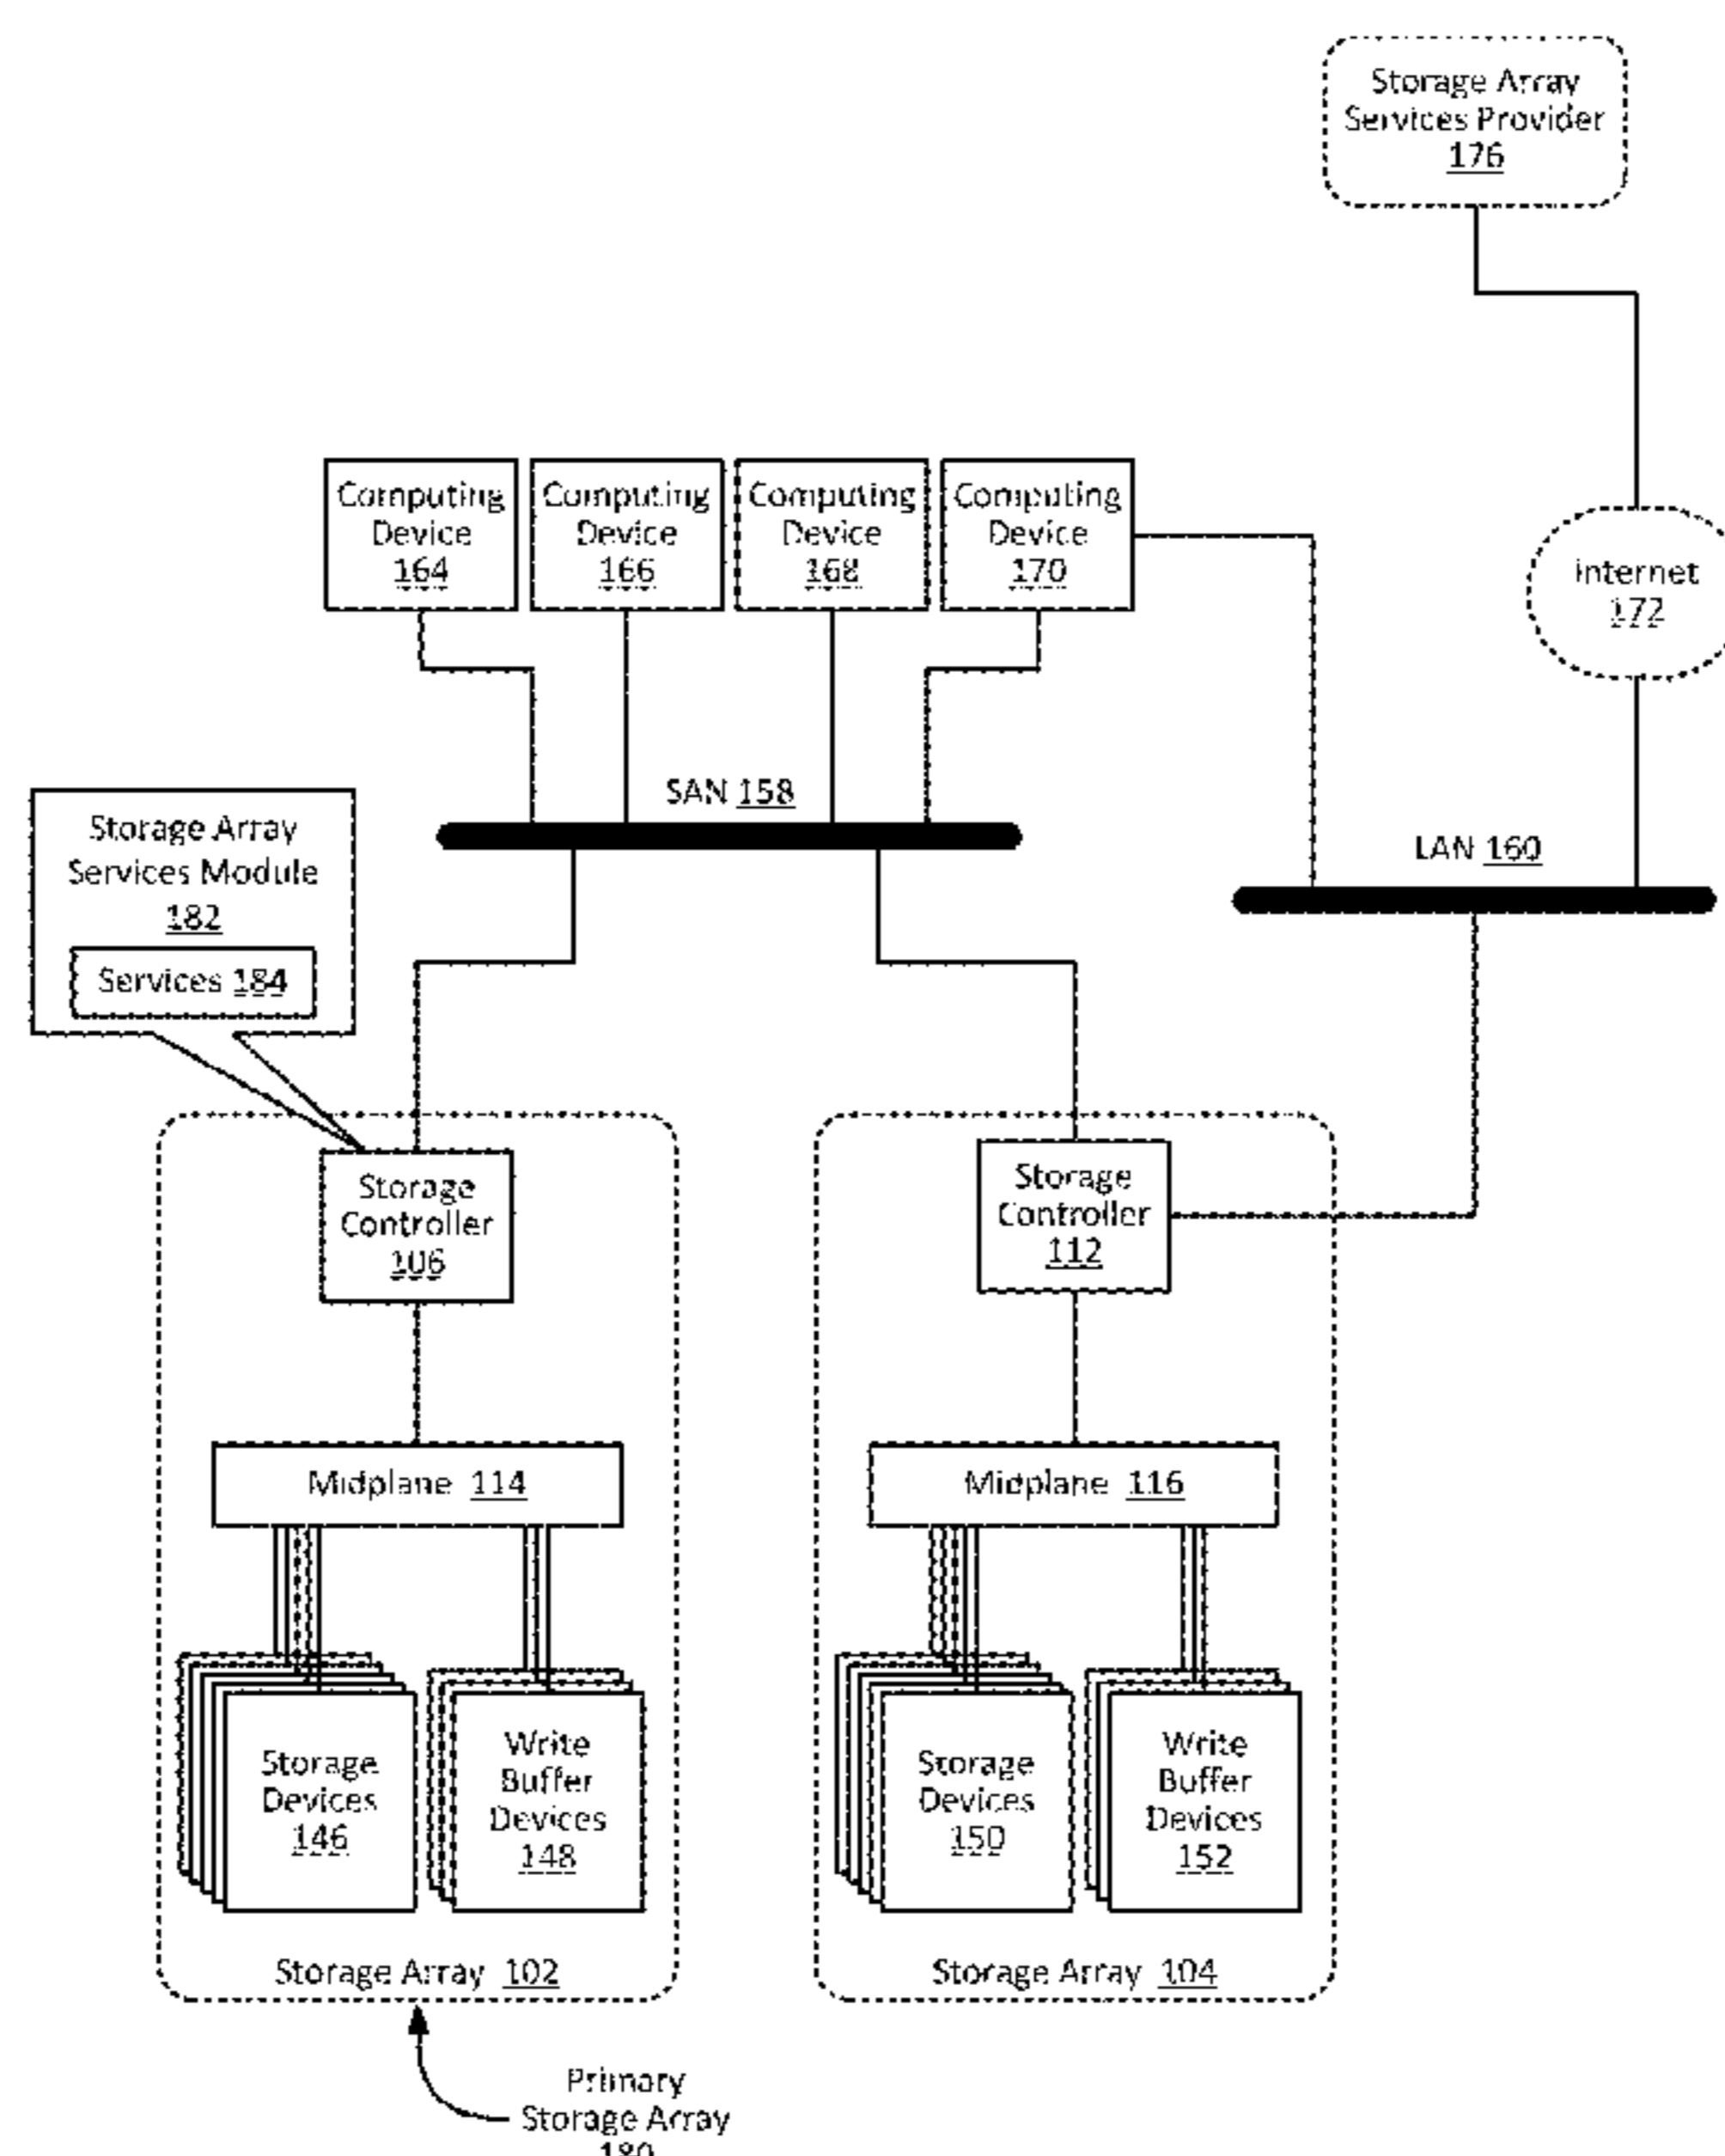 Storage Array
Services Provider
176
Computing
Device
164
Computing
Device
166
Computing
Device
168
Computing
Device
170
Internet
172
SAN 158
LAN 160
Storage Array
Services Module
182
Services 184
Storage
Controller
106
Storage
Controller
112
Midplane 114
Midplane 116
Storage
Devices
146
Write
Buffer
Devices
148
Storage
Devices
150
Write
Buffer
Devices
152
Storage Array 102
Storage Array 104
Primary
Storage Array
180